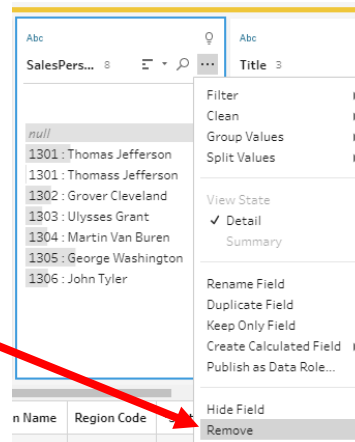 Abc
Abc
SalesPers... 8
Title 3
Filter
Clean
Group Values
Split Values
View State
✓ Detail
Summary
Rename Field
Duplicate Field
Keep Only Field
Create Calculated Field
Publish as Data Role...
Hide Field
Remove
null
1301 : Thomas Jefferson
1301 : Thomass Jefferson
1302 : Grover Cleveland
1303 : Ulysses Grant
1304 : Martin Van Buren
1305 : George Washington
1306 : John Tyler
n Name
Region Code